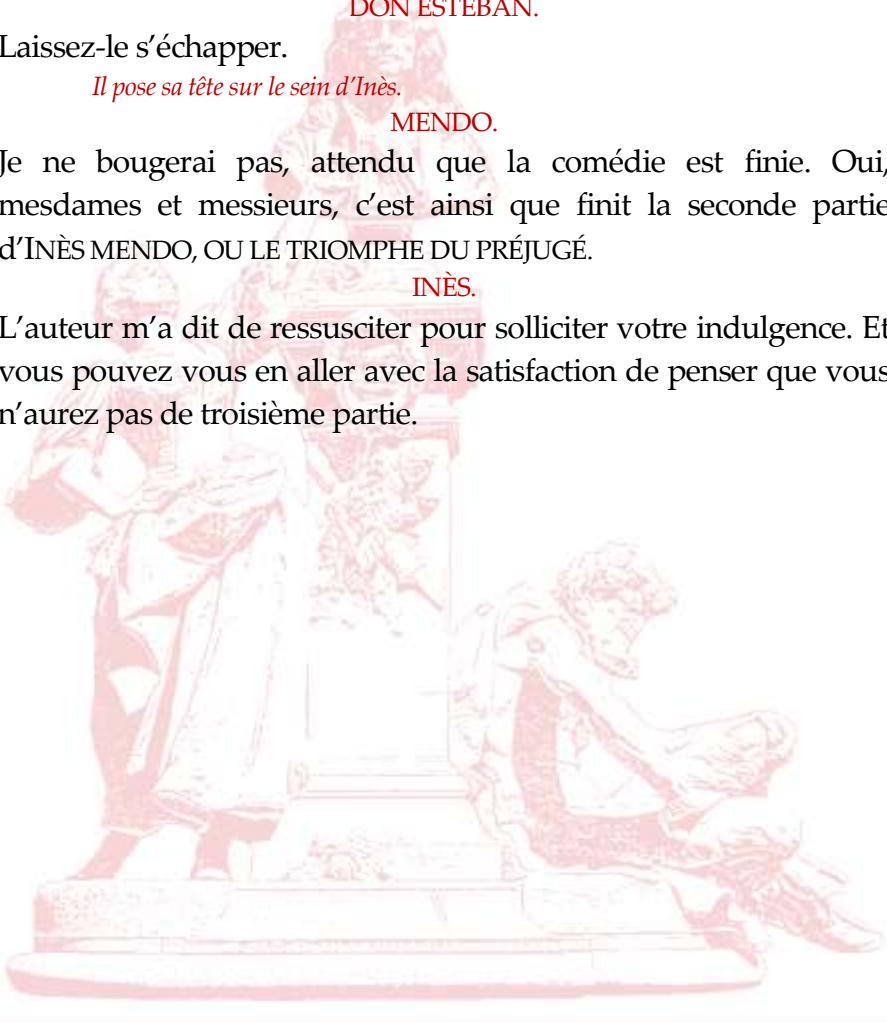 DON ESTEBAN.
Laissez-le s’échapper.
Il pose sa tête sur le sein d’Inès.
MENDO.
Je ne bougerai pas, attendu que la comédie est finie. Oui,
mesdames et messieurs, c’est ainsi que finit la seconde partie
d’INÈS MENDO, OU LE TRIOMPHE DU PRÉJUGÉ.
INÈS.
L’auteur m’a dit de ressusciter pour solliciter votre indulgence. Et
vous pouvez vous en aller avec la satisfaction de penser que vous
n’aurez pas de troisième partie.